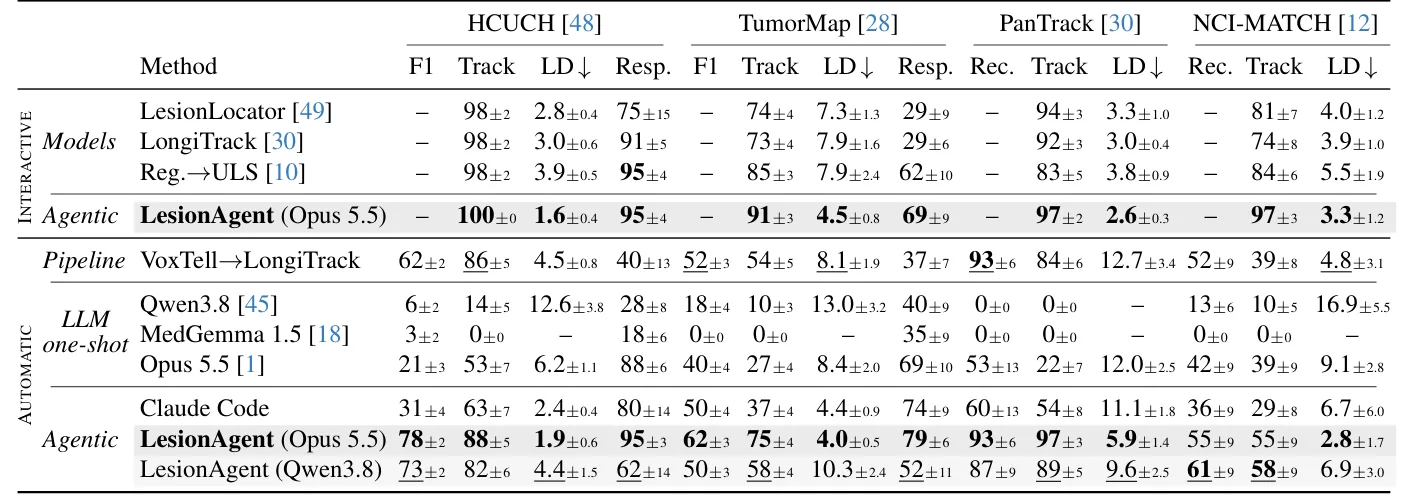 HCUCH [48] TumorMap [28] PanTrack [30] NCI-MATCH [12]
Method F1 Track LD↓ Resp. F1 Track LD↓ Resp. Rec. Track LD↓ Rec. Track LD↓
INTERACTIVE
Models
LesionLocator [49] – 98±2 2.8±0.4 75±15 – 74±4 7.3±1.3 29±9 – 94±3 3.3±1.0 – 81±7 4.0±1.2
LongiTrack [30] – 98±2 3.0±0.6 91±5 – 73±4 7.9±1.6 29±6 – 92±3 3.0±0.4 – 74±8 3.9±1.0
Reg.→ULS [10] – 98±2 3.9±0.5 95±4 – 85±3 7.9±2.4 62±10 – 83±5 3.8±0.9 – 84±6 5.5±1.9
Agentic LesionAgent (Opus 5.5) – 100±0 1.6±0.4 95±4 – 91±3 4.5±0.8 69±9 – 97±2 2.6±0.3 – 97±3 3.3±1.2
AUTOMATIC
Pipeline VoxTell→LongiTrack 62±2 86±5 4.5±0.8 40±13 52±3 54±5 8.1±1.9 37±7 93±6 84±6 12.7±3.4 52±9 39±8 4.8±3.1
LLM
one-shot
Qwen3.8 [45] 6±2 14±5 12.6±3.8 28±8 18±4 10±3 13.0±3.2 40±9 0±0 0±0 – 13±6 10±5 16.9±5.5
MedGemma 1.5 [18] 3±2 0±0 – 18±6 0±0 0±0 – 35±9 0±0 0±0 – 0±0 0±0 –
Opus 5.5 [1] 21±3 53±7 6.2±1.1 88±6 40±4 27±4 8.4±2.0 69±10 53±13 22±7 12.0±2.5 42±9 39±9 9.1±2.8
Agentic
Claude Code 31±4 63±7 2.4±0.4 80±14 50±4 37±4 4.4±0.9 74±9 60±13 54±8 11.1±1.8 36±9 29±8 6.7±6.0
LesionAgent (Opus 5.5) 78±2 88±5 1.9±0.6 95±3 62±3 75±4 4.0±0.5 79±6 93±6 97±3 5.9±1.4 55±9 55±9 2.8±1.7
LesionAgent (Qwen3.8) 73±2 82±6 4.4±1.5 62±14 50±3 58±4 10.3±2.4 52±11 87±9 89±5 9.6±2.5 61±9 58±9 6.9±3.0